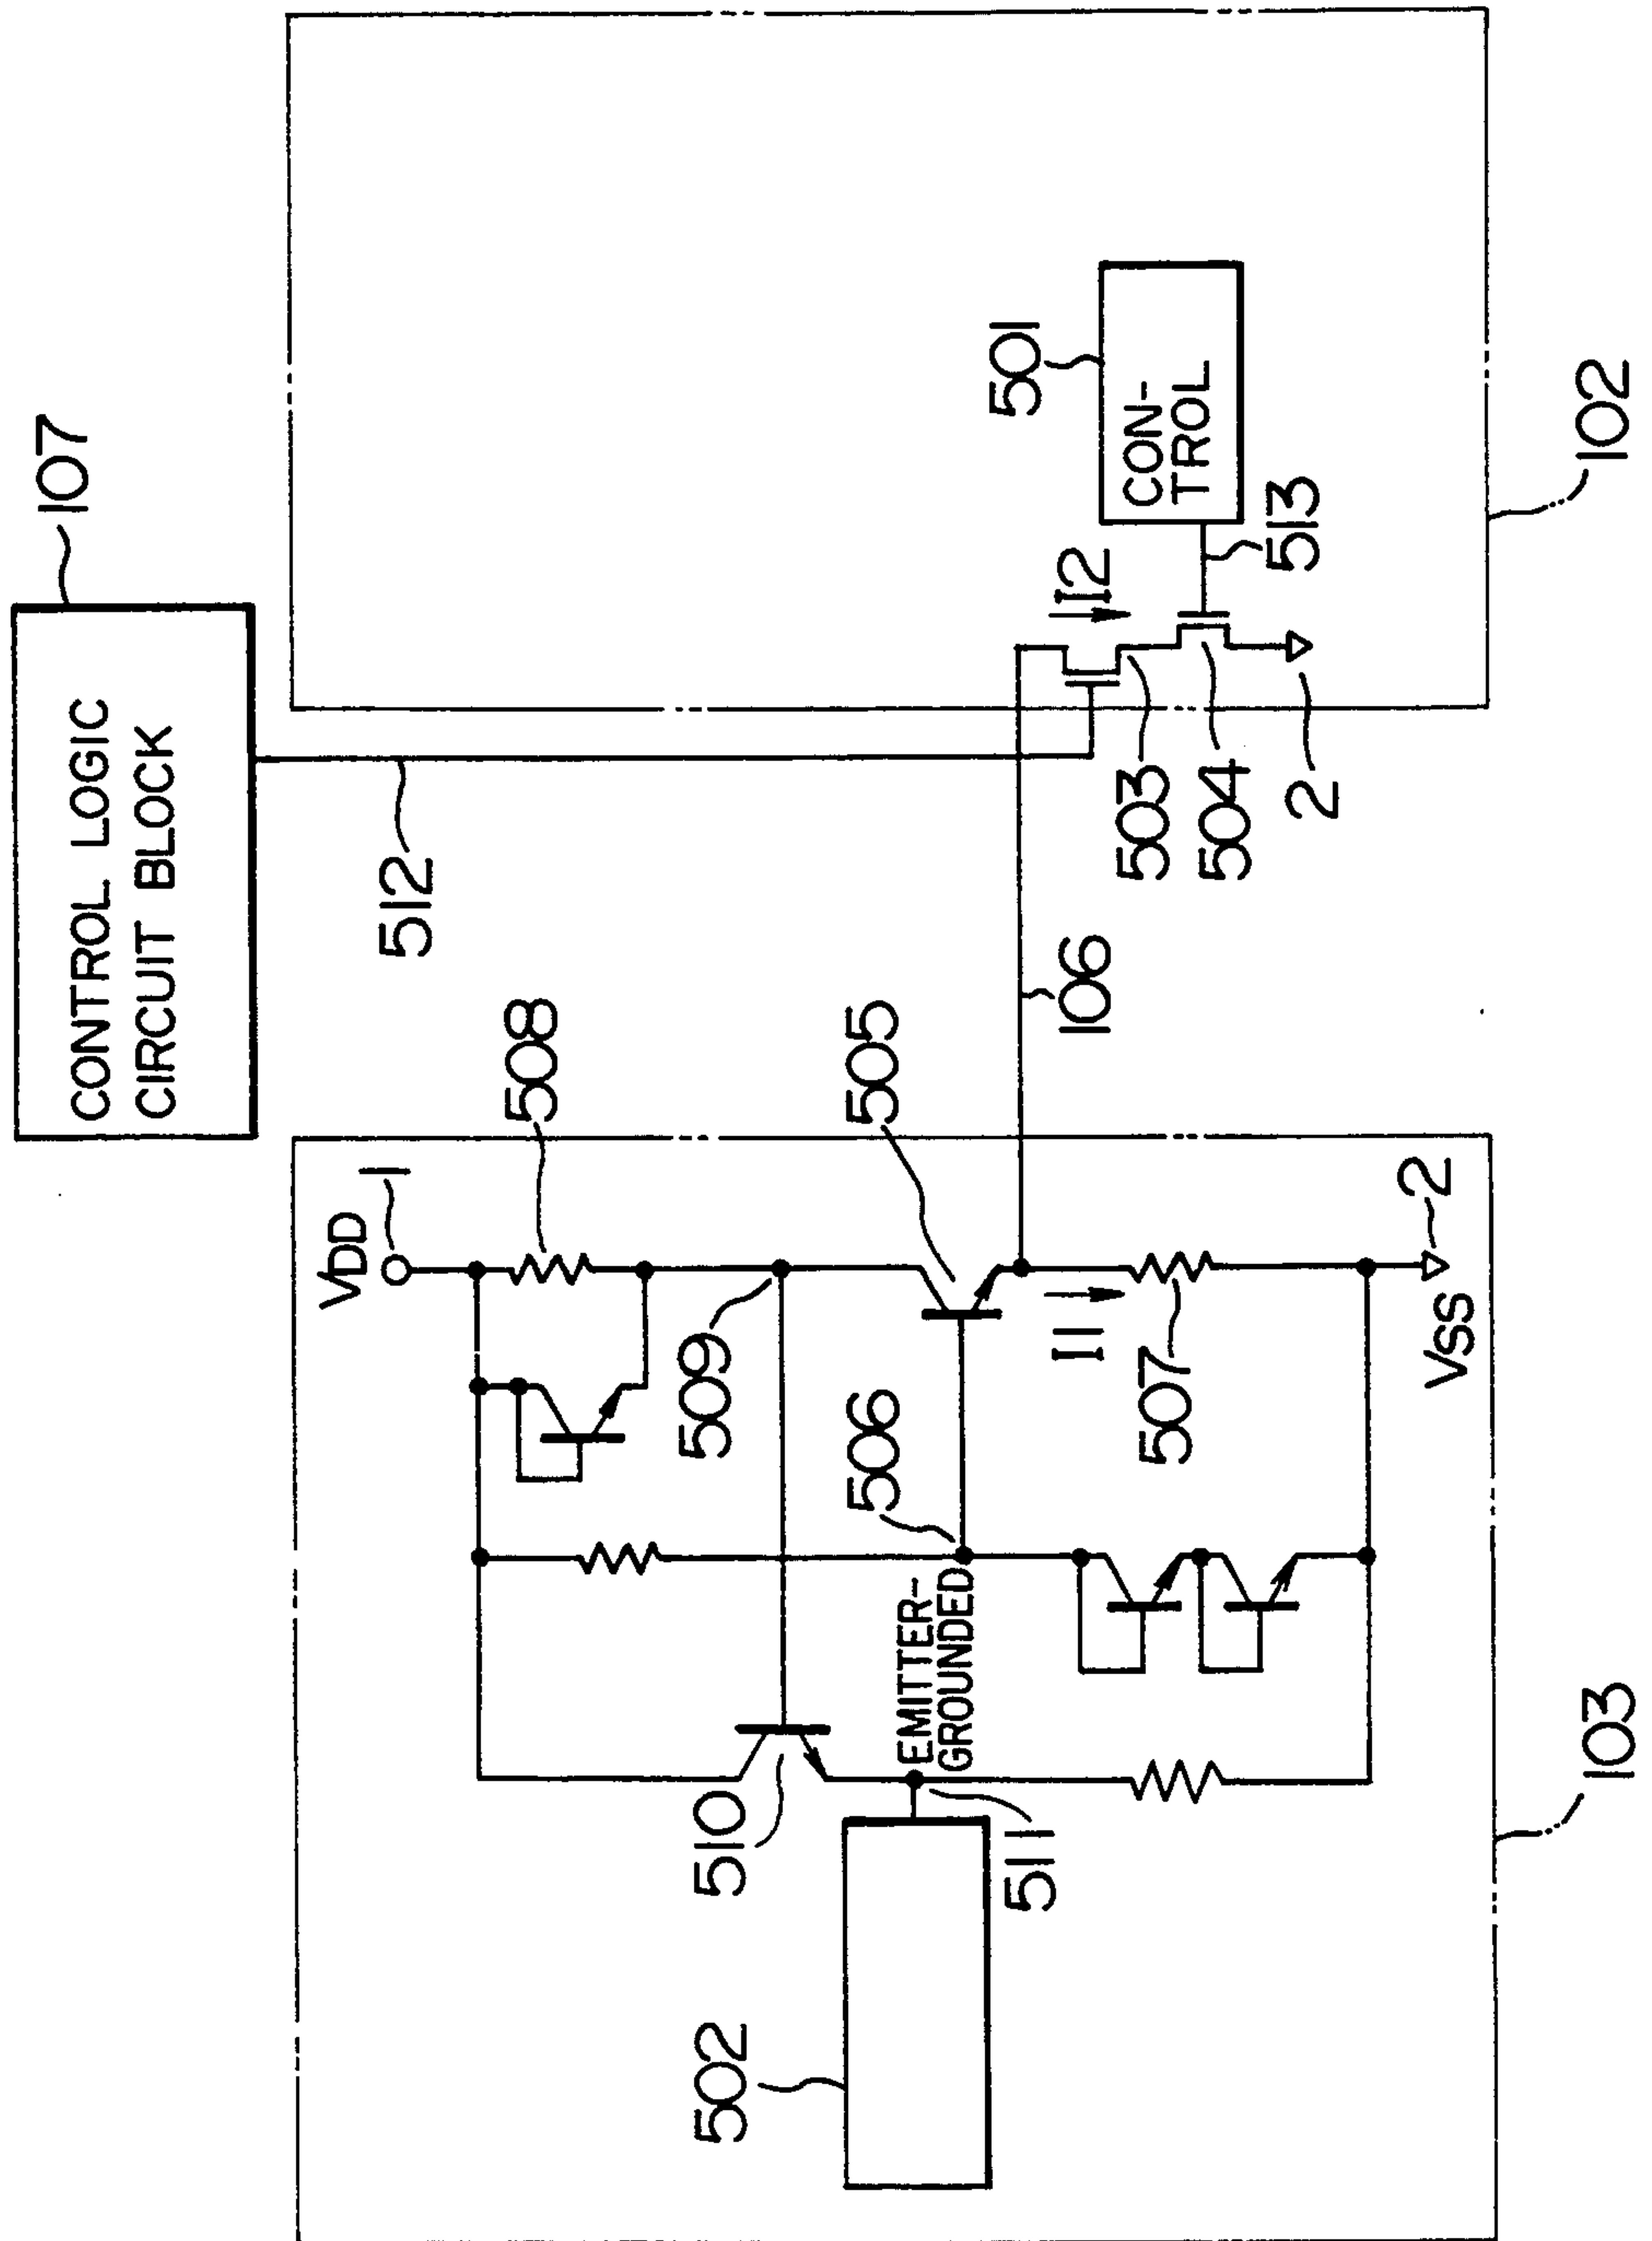 CONTROL LOGIC
CIRCUIT BLOCK
107
VDD
1
508
512
509
505
106
501
CON-
TROL
I12
513
503
504
2
102
510
506
EMITTER-
GROUNDED
I1
507
511
502
VSS
2
103